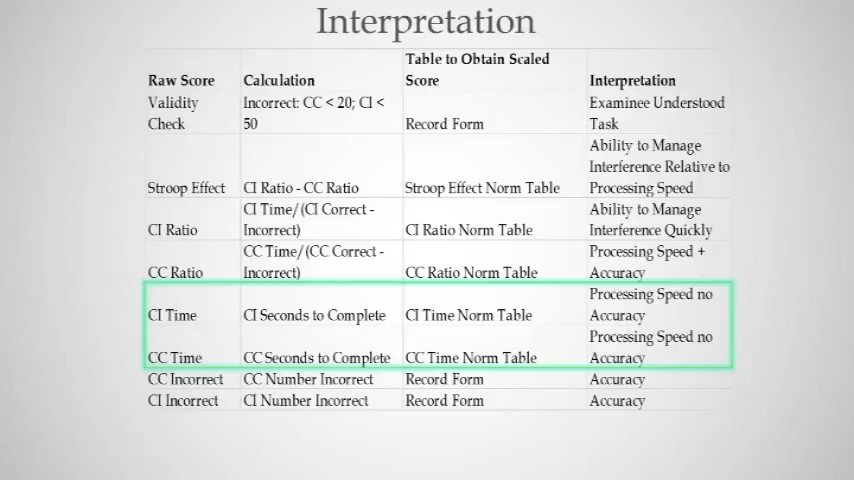 Interpretation
Table to Obtain Scaled
Raw Score Calculation Score Interpretation
Validity Incorrect: CC < 20; CI < Examinee Understood
Check 50 Record Form Task
Ability to Manage
Interference Relative to
Stroop Effect CI Ratio - CC Ratio Stroop Effect Norm Table Processing Speed
CI Time/(CI Correct - Ability to Manage
CI Ratio Incorrect) CI Ratio Norm Table Interference Quickly
CC Time/(CC Correct - Processing Speed +
CC Ratio Incorrect) CC Ratio Norm Table Accuracy
Processing Speed no
CI Time CI Seconds to Complete CI Time Norm Table Accuracy
Processing Speed no
CC Time CC Seconds to Complete CC Time Norm Table Accuracy
CC Incorrect CC Number Incorrect Record Form Accuracy
CI Incorrect CI Number Incorrect Record Form Accuracy